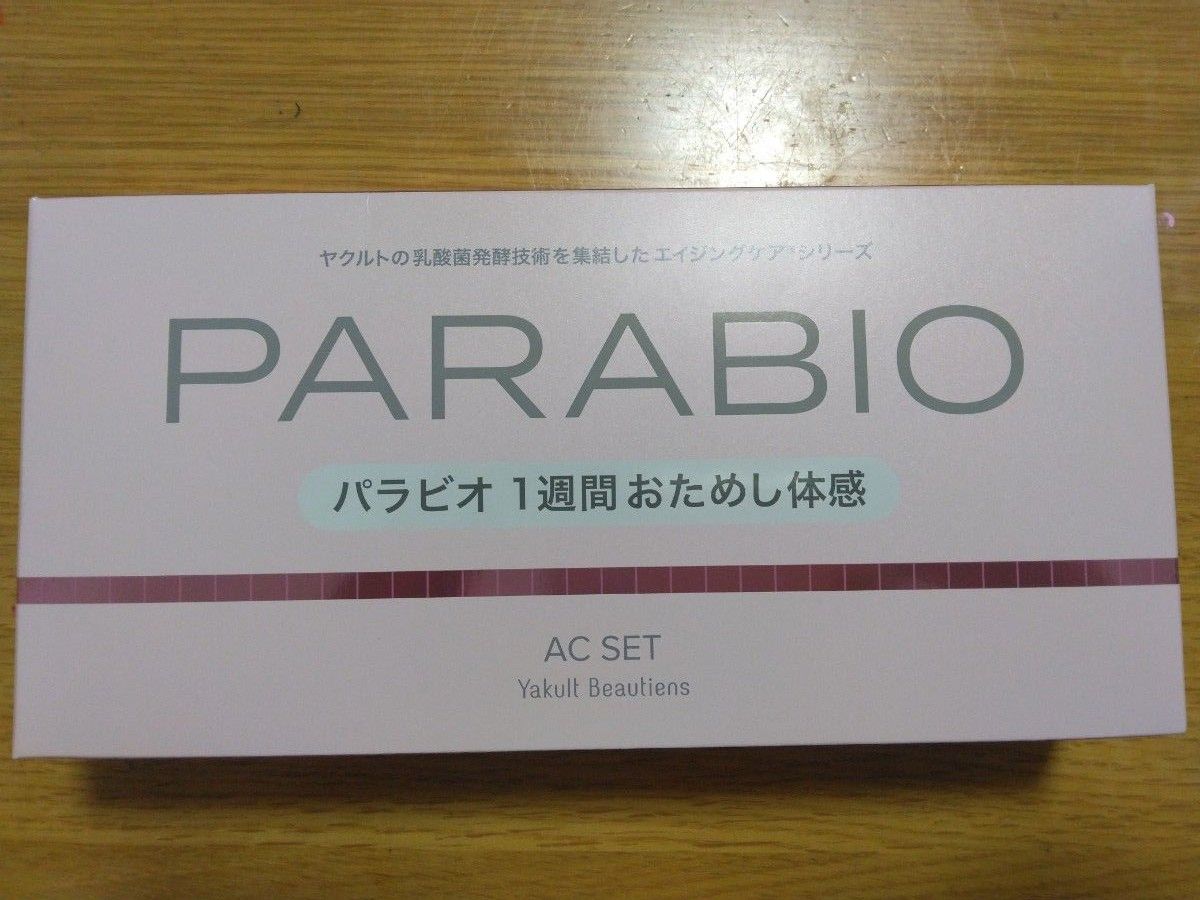 ヤクルトの乳酸菌発酵技術を集結したエイジングケア※シリーズ
PARABIO
パラビオ 1週間 おためし体感
AC SET
Yakult Beautiens